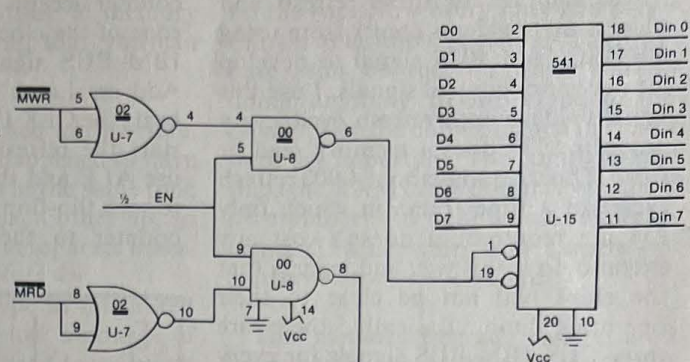 D0 2 18 Din 0
D1 3 541 17 Din 1
D2 4 16 Din 2
D3 5 15 Din 3
D4 6 14 Din 4
D5 7 13 Din 5
D6 8 12 Din 6
D7 9 U-15 11 Din 7
1
19
20 10
Vcc
MWR 5 02 4
6 U-7
4 00 6
5 U-8
½ EN
9 00 8
10 U-8
7 14
Vcc
MRD 8 02 10
9 U-7